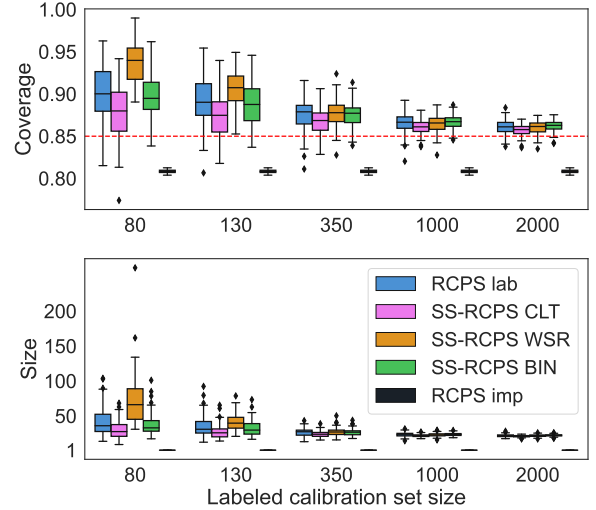 1.00
0.95
0.90
0.85
0.80
Coverage
80 130 350 1000 2000
200
150
100
50
1
Size
RCPS lab
SS-RCPS CLT
SS-RCPS WSR
SS-RCPS BIN
RCPS imp
80 130 350 1000 2000
Labeled calibration set size